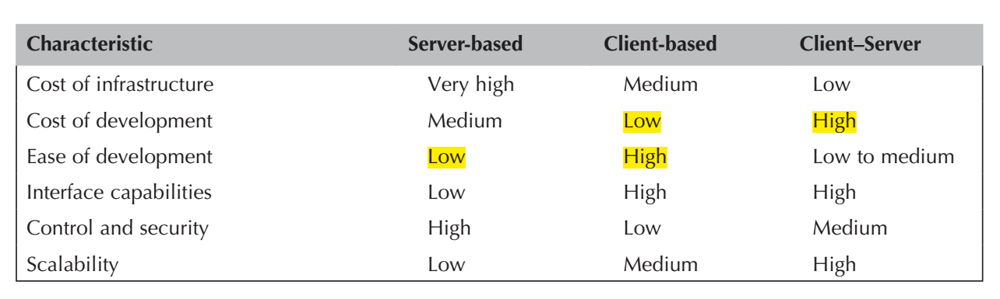 Characteristic Server-based Client-based Client–Server
Cost of infrastructure Very high Medium Low
Cost of development Medium Low High
Ease of development Low High Low to medium
Interface capabilities Low High High
Control and security High Low Medium
Scalability Low Medium High